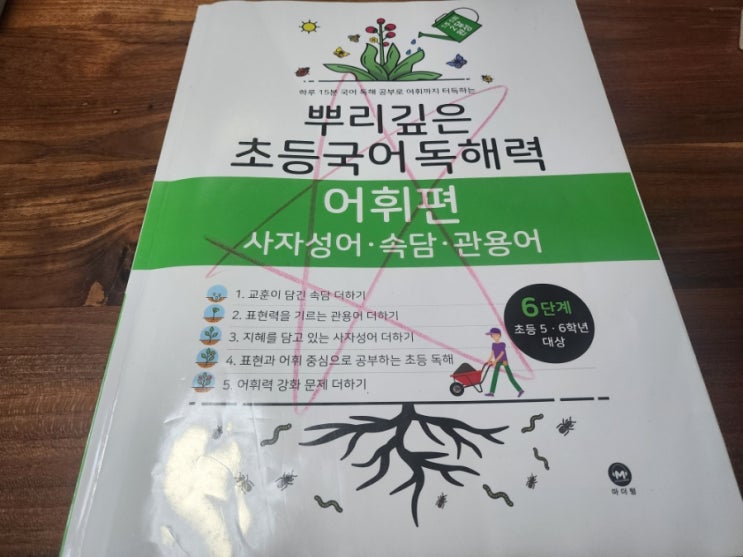 하루 15분 국어 독해 공부로 어휘까지 터득하는
뿌리깊은
초등국어독해력
어휘편
사자성어·속담·관용어
1. 교훈이 담긴 속담 더하기
2. 표현력을 기르는 관용어 더하기
3. 지혜를 담고 있는 사자성어 더하기
4. 표현과 어휘 중심으로 공부하는 초등 독해
5. 어휘력 강화 문제 더하기
6단계
초등 5·6학년
대상
마더텅